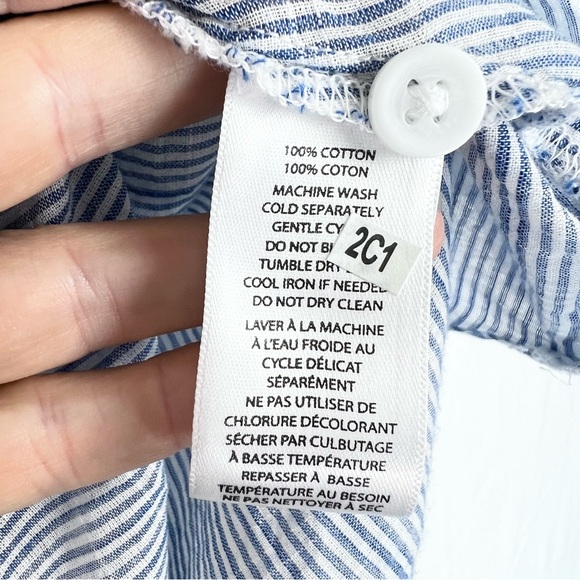 100% COTTON
100% COTON
MACHINE WASH
COLD SEPARATELY
GENTLE
DO NOT
2C1
TUMBLE DRY
COOL IRON IF NEEDED
DO NOT DRY CLEAN
LAVER À LA MACHINE
À L'EAU FROIDE AU
CYCLE DÉLICAT
SÉPARÉMENT
NE PAS UTILISER DE
CHLORURE DÉCOLORANT
SÉCHER PAR CULBUTAGE
À BASSE TEMPÉRATURE
REPASSER À BASSE
TEMPÉRATURE AU BESOIN
NE PAS NETTOYER À SEC